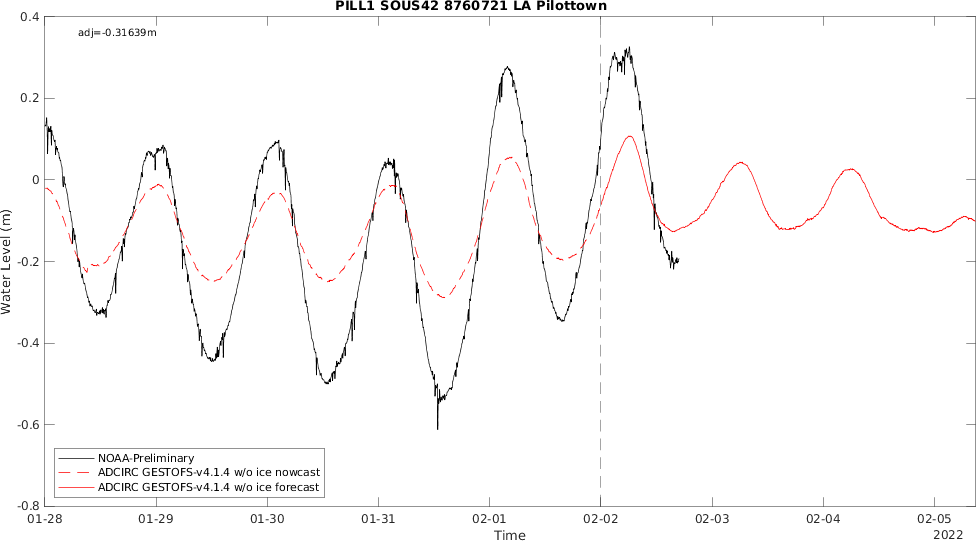 PILL1 SOUS42 8760721 LA Pilottown
adj=-0.31639m
0.4
0.2
0
-0.2
-0.4
-0.6
-0.8
Water Level (m)
NOAA-Preliminary
ADCIRC GESTOFS-v4.1.4 w/o ice nowcast
ADCIRC GESTOFS-v4.1.4 w/o ice forecast
01-28 01-29 01-30 01-31 02-01 02-02 02-03 02-04 02-05
Time
2022